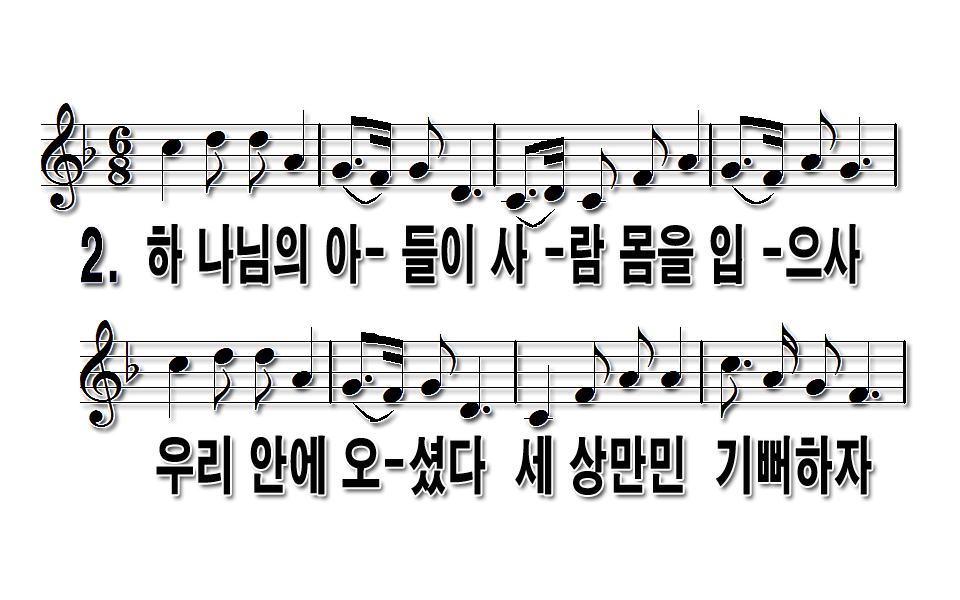 2. 하 나님의 아- 들이 사 -람 몸을 입 -으사
우리 안에 오-셨다 세 상만민 기뻐하자